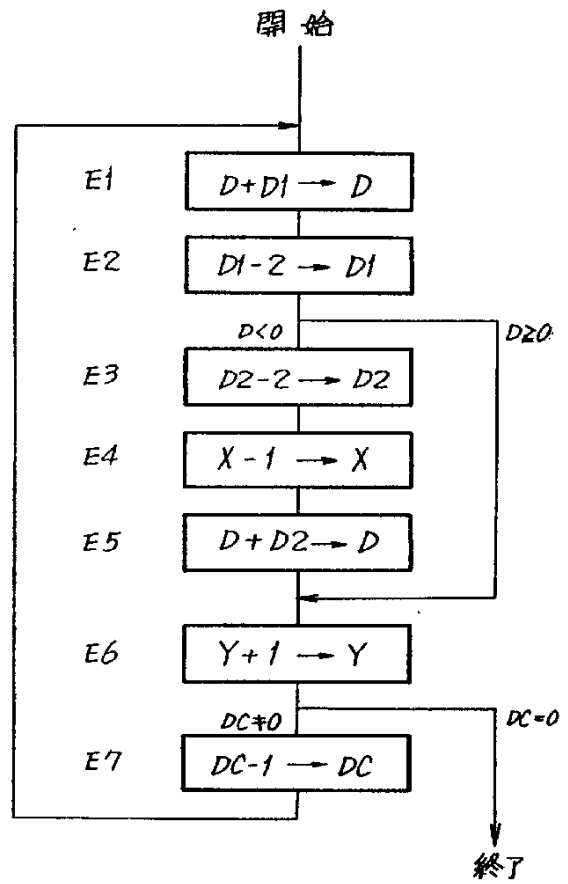 開始
E1 D+D1→D
E2 D1-2→D1
D<0 D≧0
E3 D2-2→D2
E4 X-1→X
E5 D+D2→D
E6 Y+1→Y
DC≠0 DC=0
E7 DC-1→DC
終了